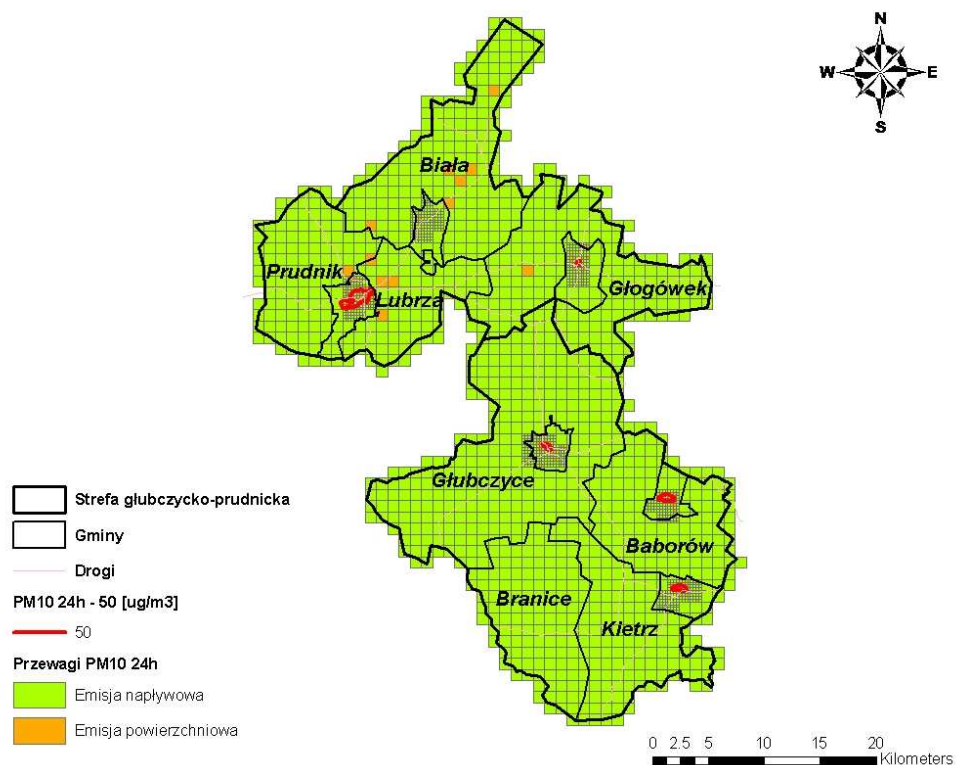 N
W E
S
Biała
Prudnik
Lubrza
Głogówek
Głubczyce
Baborów
Branice
Kietrz
Strefa głubczycko-prudnicka
Gminy
Drogi
PM10 24h - 50 [ug/m3]
50
Przewagi PM10 24h
Emisja napływowa
Emisja powierzchniowa
0 2.5 5 10 15 20
Kilometers